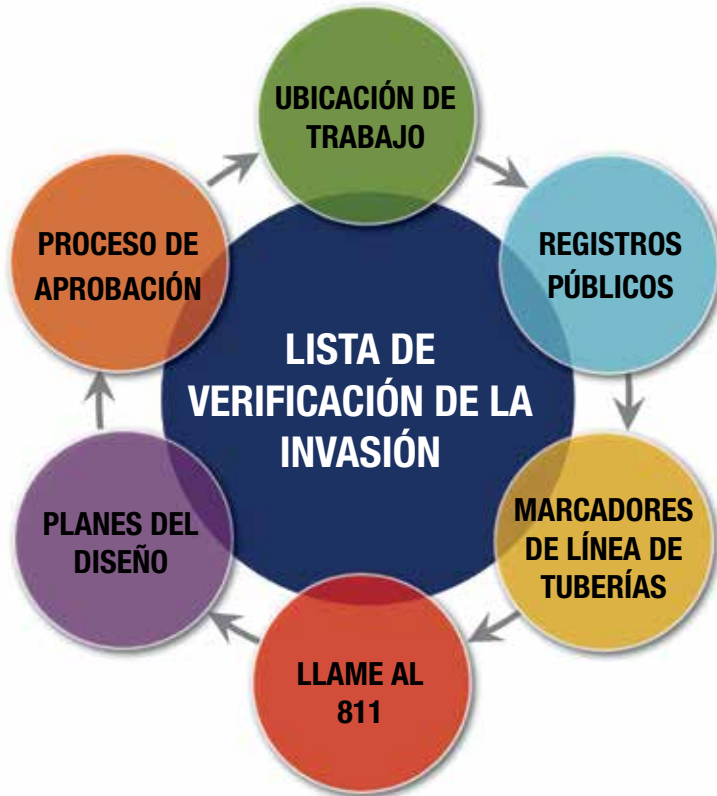 UBICACIÓN DE
TRABAJO
REGISTROS
PÚBLICOS
MARCADORES
DE LÍNEA DE
TUBERÍAS
LLAME AL
811
PLANES DEL
DISEÑO
PROCESO DE
APROBACIÓN
LISTA DE
VERIFICACIÓN DE LA
INVASIÓN